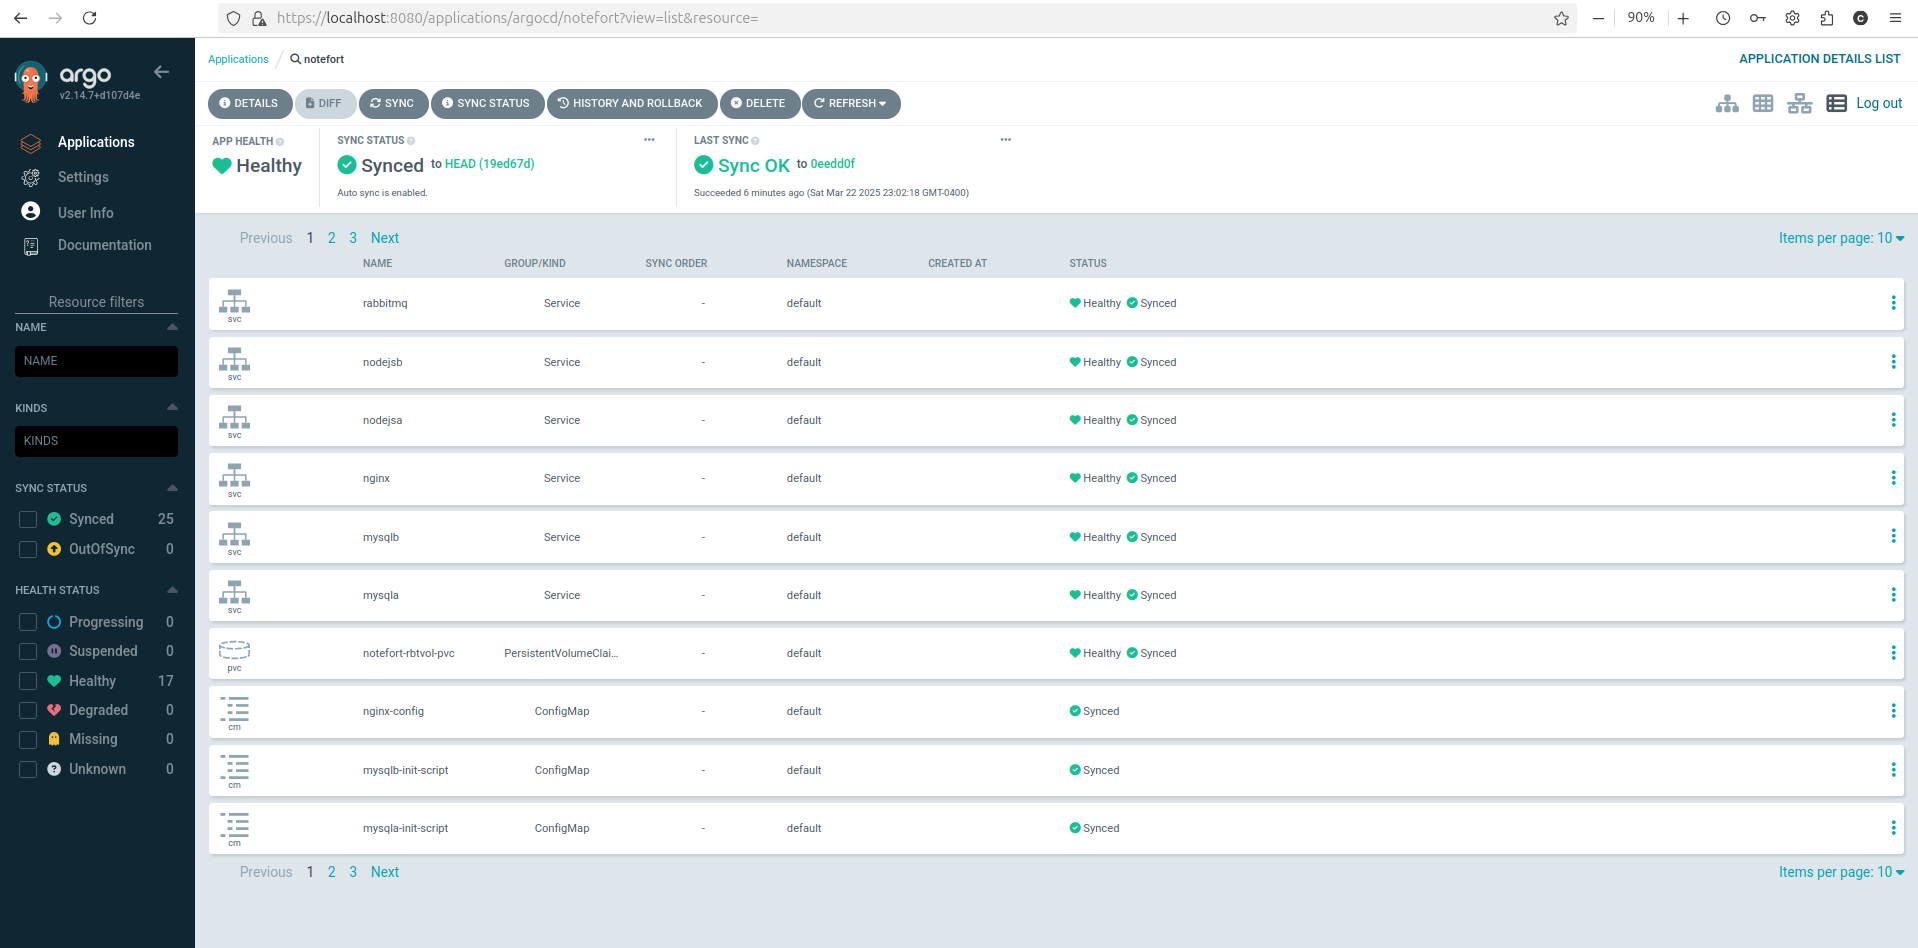 https://localhost:8080/applications/argocd/notefort?view=list&resource=
90%
C
argo
v2.14.7+d107d4e
Applications
Settings
User Info
Documentation
Resource filters
NAME
NAME
KINDS
KINDS
SYNC STATUS
Synced 25
OutOfSync 0
HEALTH STATUS
Progressing 0
Suspended 0
Healthy 17
Degraded 0
Missing 0
Unknown 0
Applications / notefort
APPLICATION DETAILS LIST
DETAILS DIFF SYNC SYNC STATUS HISTORY AND ROLLBACK DELETE REFRESH
Log out
APP HEALTH
Healthy
SYNC STATUS
Synced to HEAD (19ed67d)
Auto sync is enabled.
LAST SYNC
Sync OK to 0eedd0f
Succeeded 6 minutes ago (Sat Mar 22 2025 23:02:18 GMT-0400)
Previous 1 2 3 Next
Items per page: 10
NAME GROUP/KIND SYNC ORDER NAMESPACE CREATED AT STATUS
svc rabbitmq Service - default Healthy Synced
svc nodejsb Service - default Healthy Synced
svc nodejsa Service - default Healthy Synced
svc nginx Service - default Healthy Synced
svc mysqlb Service - default Healthy Synced
svc mysqla Service - default Healthy Synced
pvc notefort-rbtvol-pvc PersistentVolumeClai... - default Healthy Synced
cm nginx-config ConfigMap - default Synced
cm mysqlb-init-script ConfigMap - default Synced
cm mysqla-init-script ConfigMap - default Synced
Previous 1 2 3 Next
Items per page: 10